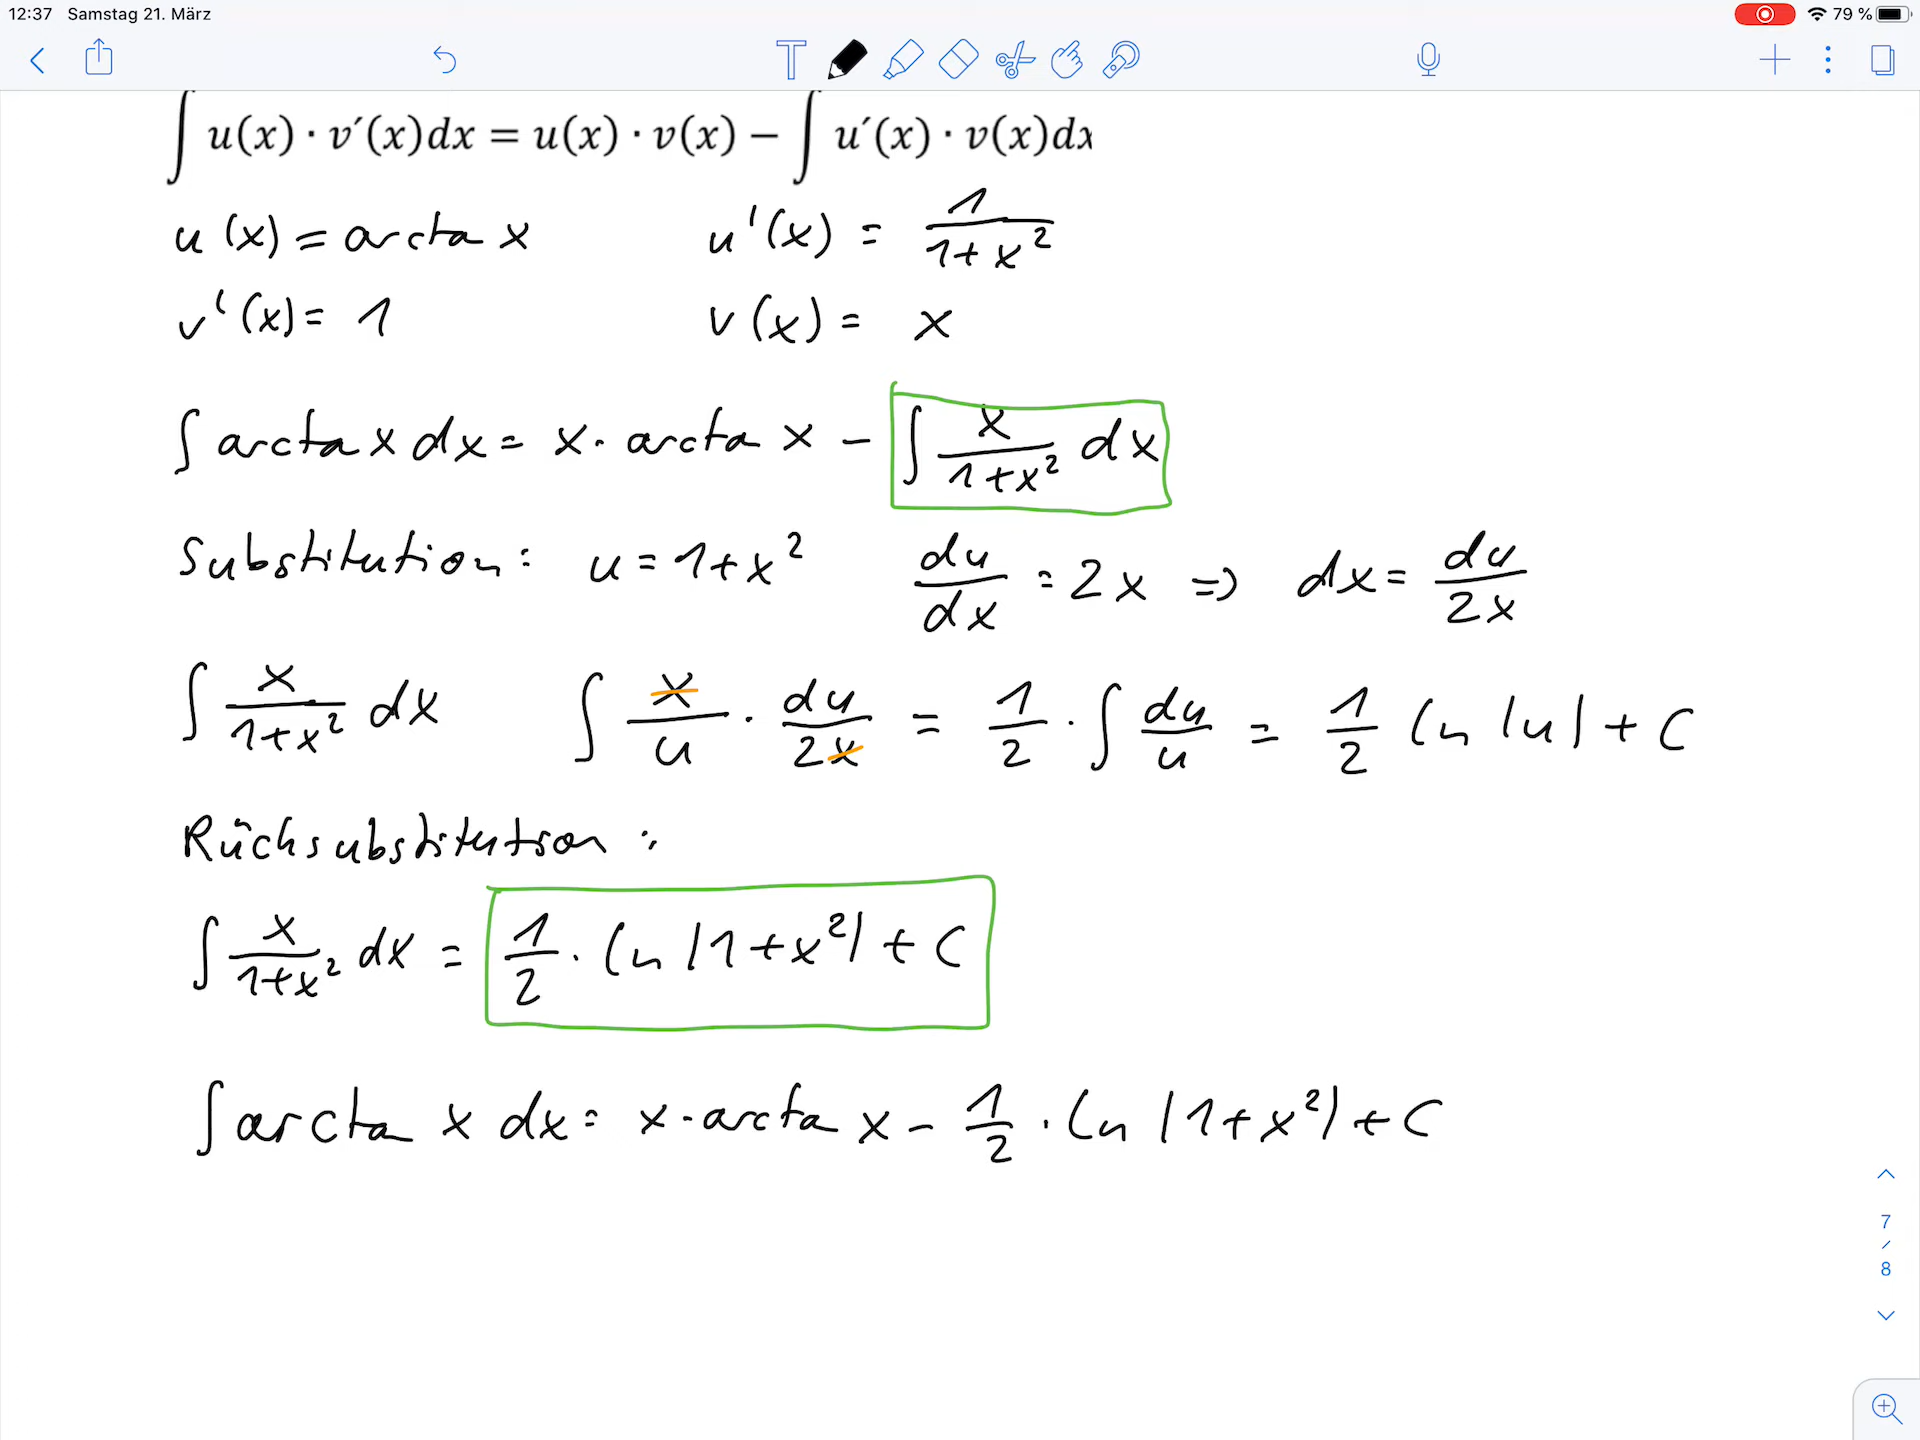 12:37 Samstag 21. März 79 %
T
∫ u(x) · v´(x)dx = u(x) · v(x) − ∫ u´(x) · v(x)dx
u(x) = arctan x u'(x) = 1/(1+x²)
v'(x) = 1 v(x) = x
∫ arctan x dx = x · arctan x − ∫ x/(1+x²) dx
Substitution: u = 1+x² du/dx = 2x ⇒ dx = du/2x
∫ x/(1+x²) dx ∫ x/u · du/2x = 1/2 · ∫ du/u = 1/2 ln |u| + C
Rücksubstitution:
∫ x/(1+x²) dx = 1/2 · ln |1+x²| + C
∫ arctan x dx = x · arctan x − 1/2 · ln |1+x²| + C
7
/
8